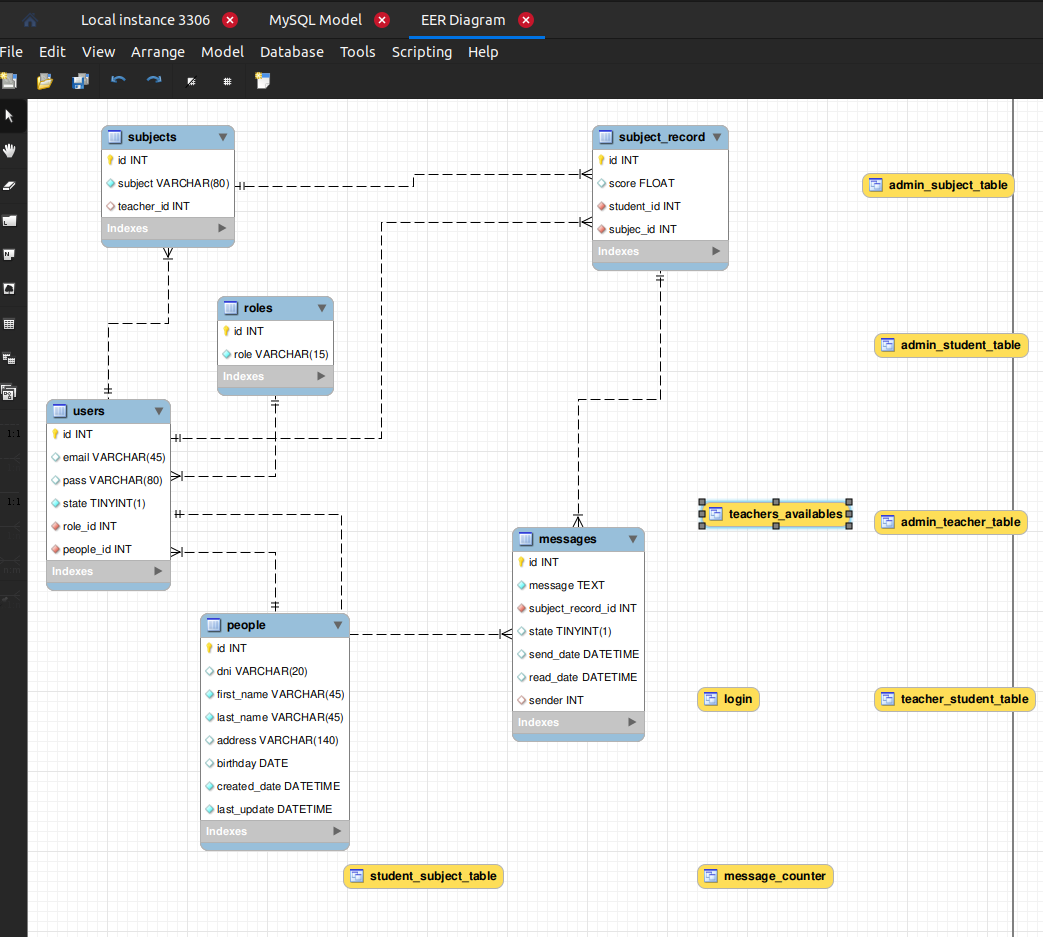 Local instance 3306
MySQL Model
EER Diagram
File Edit View Arrange Model Database Tools Scripting Help
subjects
id INT
subject VARCHAR(80)
teacher_id INT
Indexes
subject_record
id INT
score FLOAT
student_id INT
subjec_id INT
Indexes
admin_subject_table
roles
id INT
role VARCHAR(15)
Indexes
admin_student_table
users
id INT
email VARCHAR(45)
pass VARCHAR(80)
state TINYINT(1)
role_id INT
people_id INT
Indexes
1:1
1:1
teachers_availables
admin_teacher_table
messages
id INT
message TEXT
subject_record_id INT
state TINYINT(1)
send_date DATETIME
read_date DATETIME
sender INT
Indexes
people
id INT
dni VARCHAR(20)
first_name VARCHAR(45)
last_name VARCHAR(45)
address VARCHAR(140)
birthday DATE
created_date DATETIME
last_update DATETIME
Indexes
login
teacher_student_table
student_subject_table
message_counter